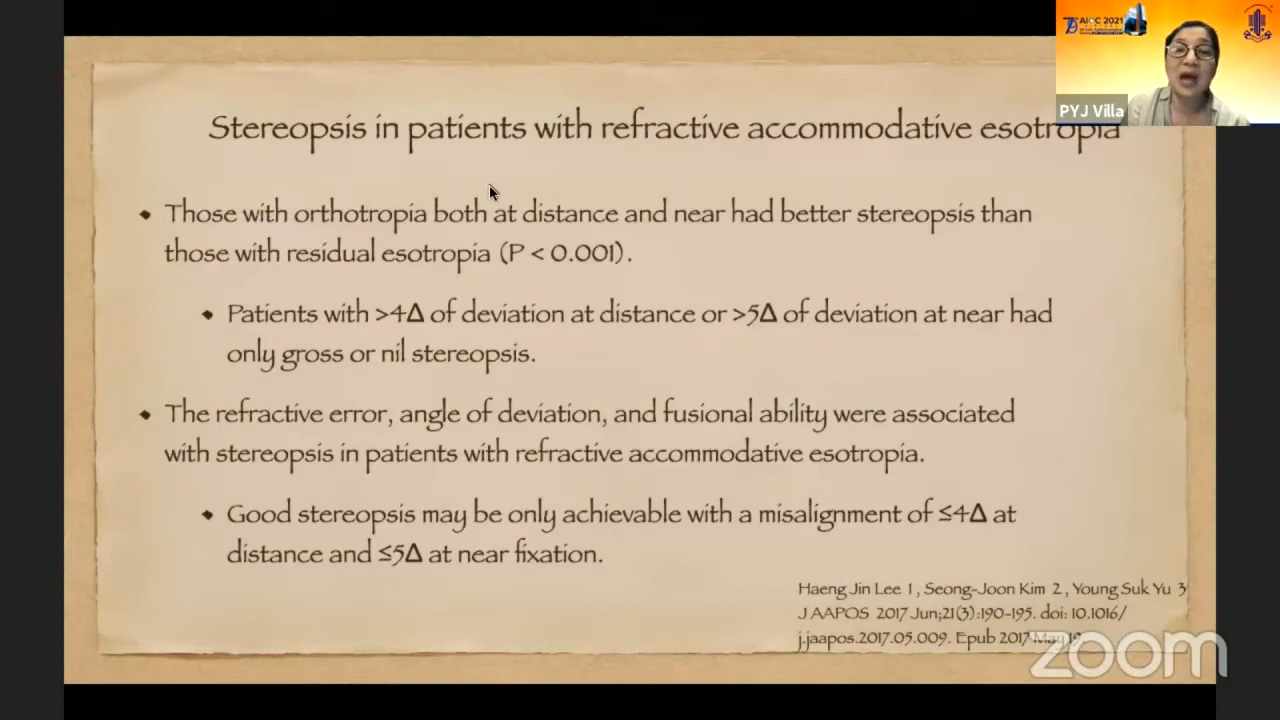 AIOC 2021
PYJ Villa
Stereopsis in patients with refractive accommodative esotropia
• Those with orthotropia both at distance and near had better stereopsis than
those with residual esotropia (P < 0.001).
• Patients with >4Δ of deviation at distance or >5Δ of deviation at near had
only gross or nil stereopsis.
• The refractive error, angle of deviation, and fusional ability were associated
with stereopsis in patients with refractive accommodative esotropia.
• Good stereopsis may be only achievable with a misalignment of ≤4Δ at
distance and ≤5Δ at near fixation.
Haeng Jin Lee 1 , Seong-Joon Kim 2 , Young Suk Yu 3
J AAPOS 2017 Jun;21(3):190-195. doi: 10.1016/
j.jaapos.2017.05.009. Epub 2017 May 19.
zoom